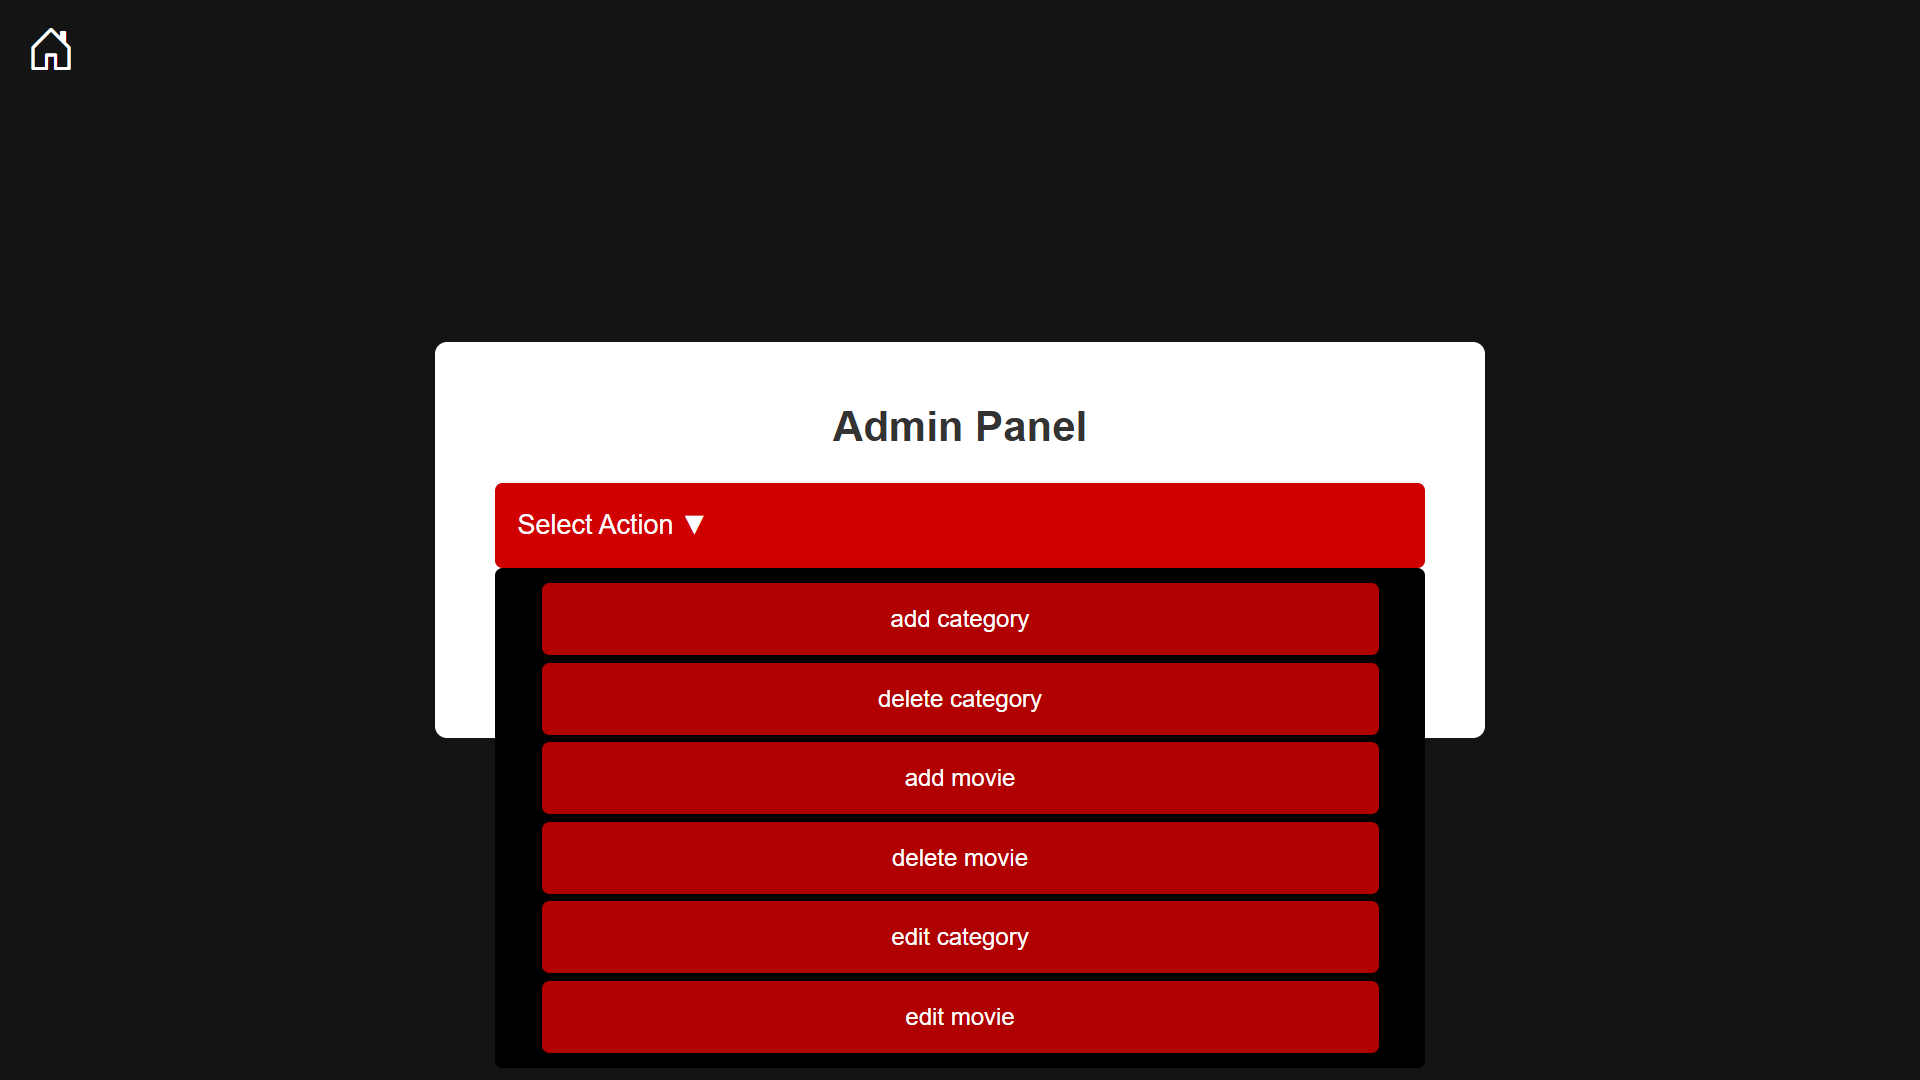 Admin Panel
Select Action ▼
add category
delete category
add movie
delete movie
edit category
edit movie